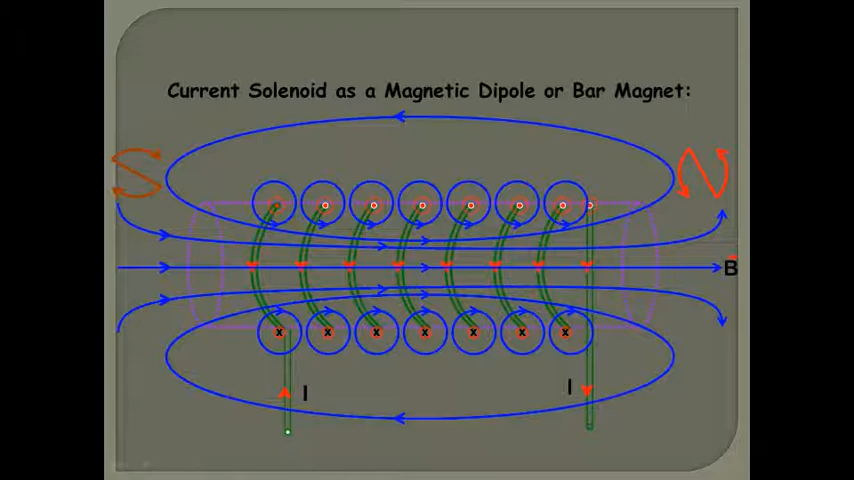 Current Solenoid as a Magnetic Dipole or Bar Magnet:
S N
B
x x x x x x x
I I